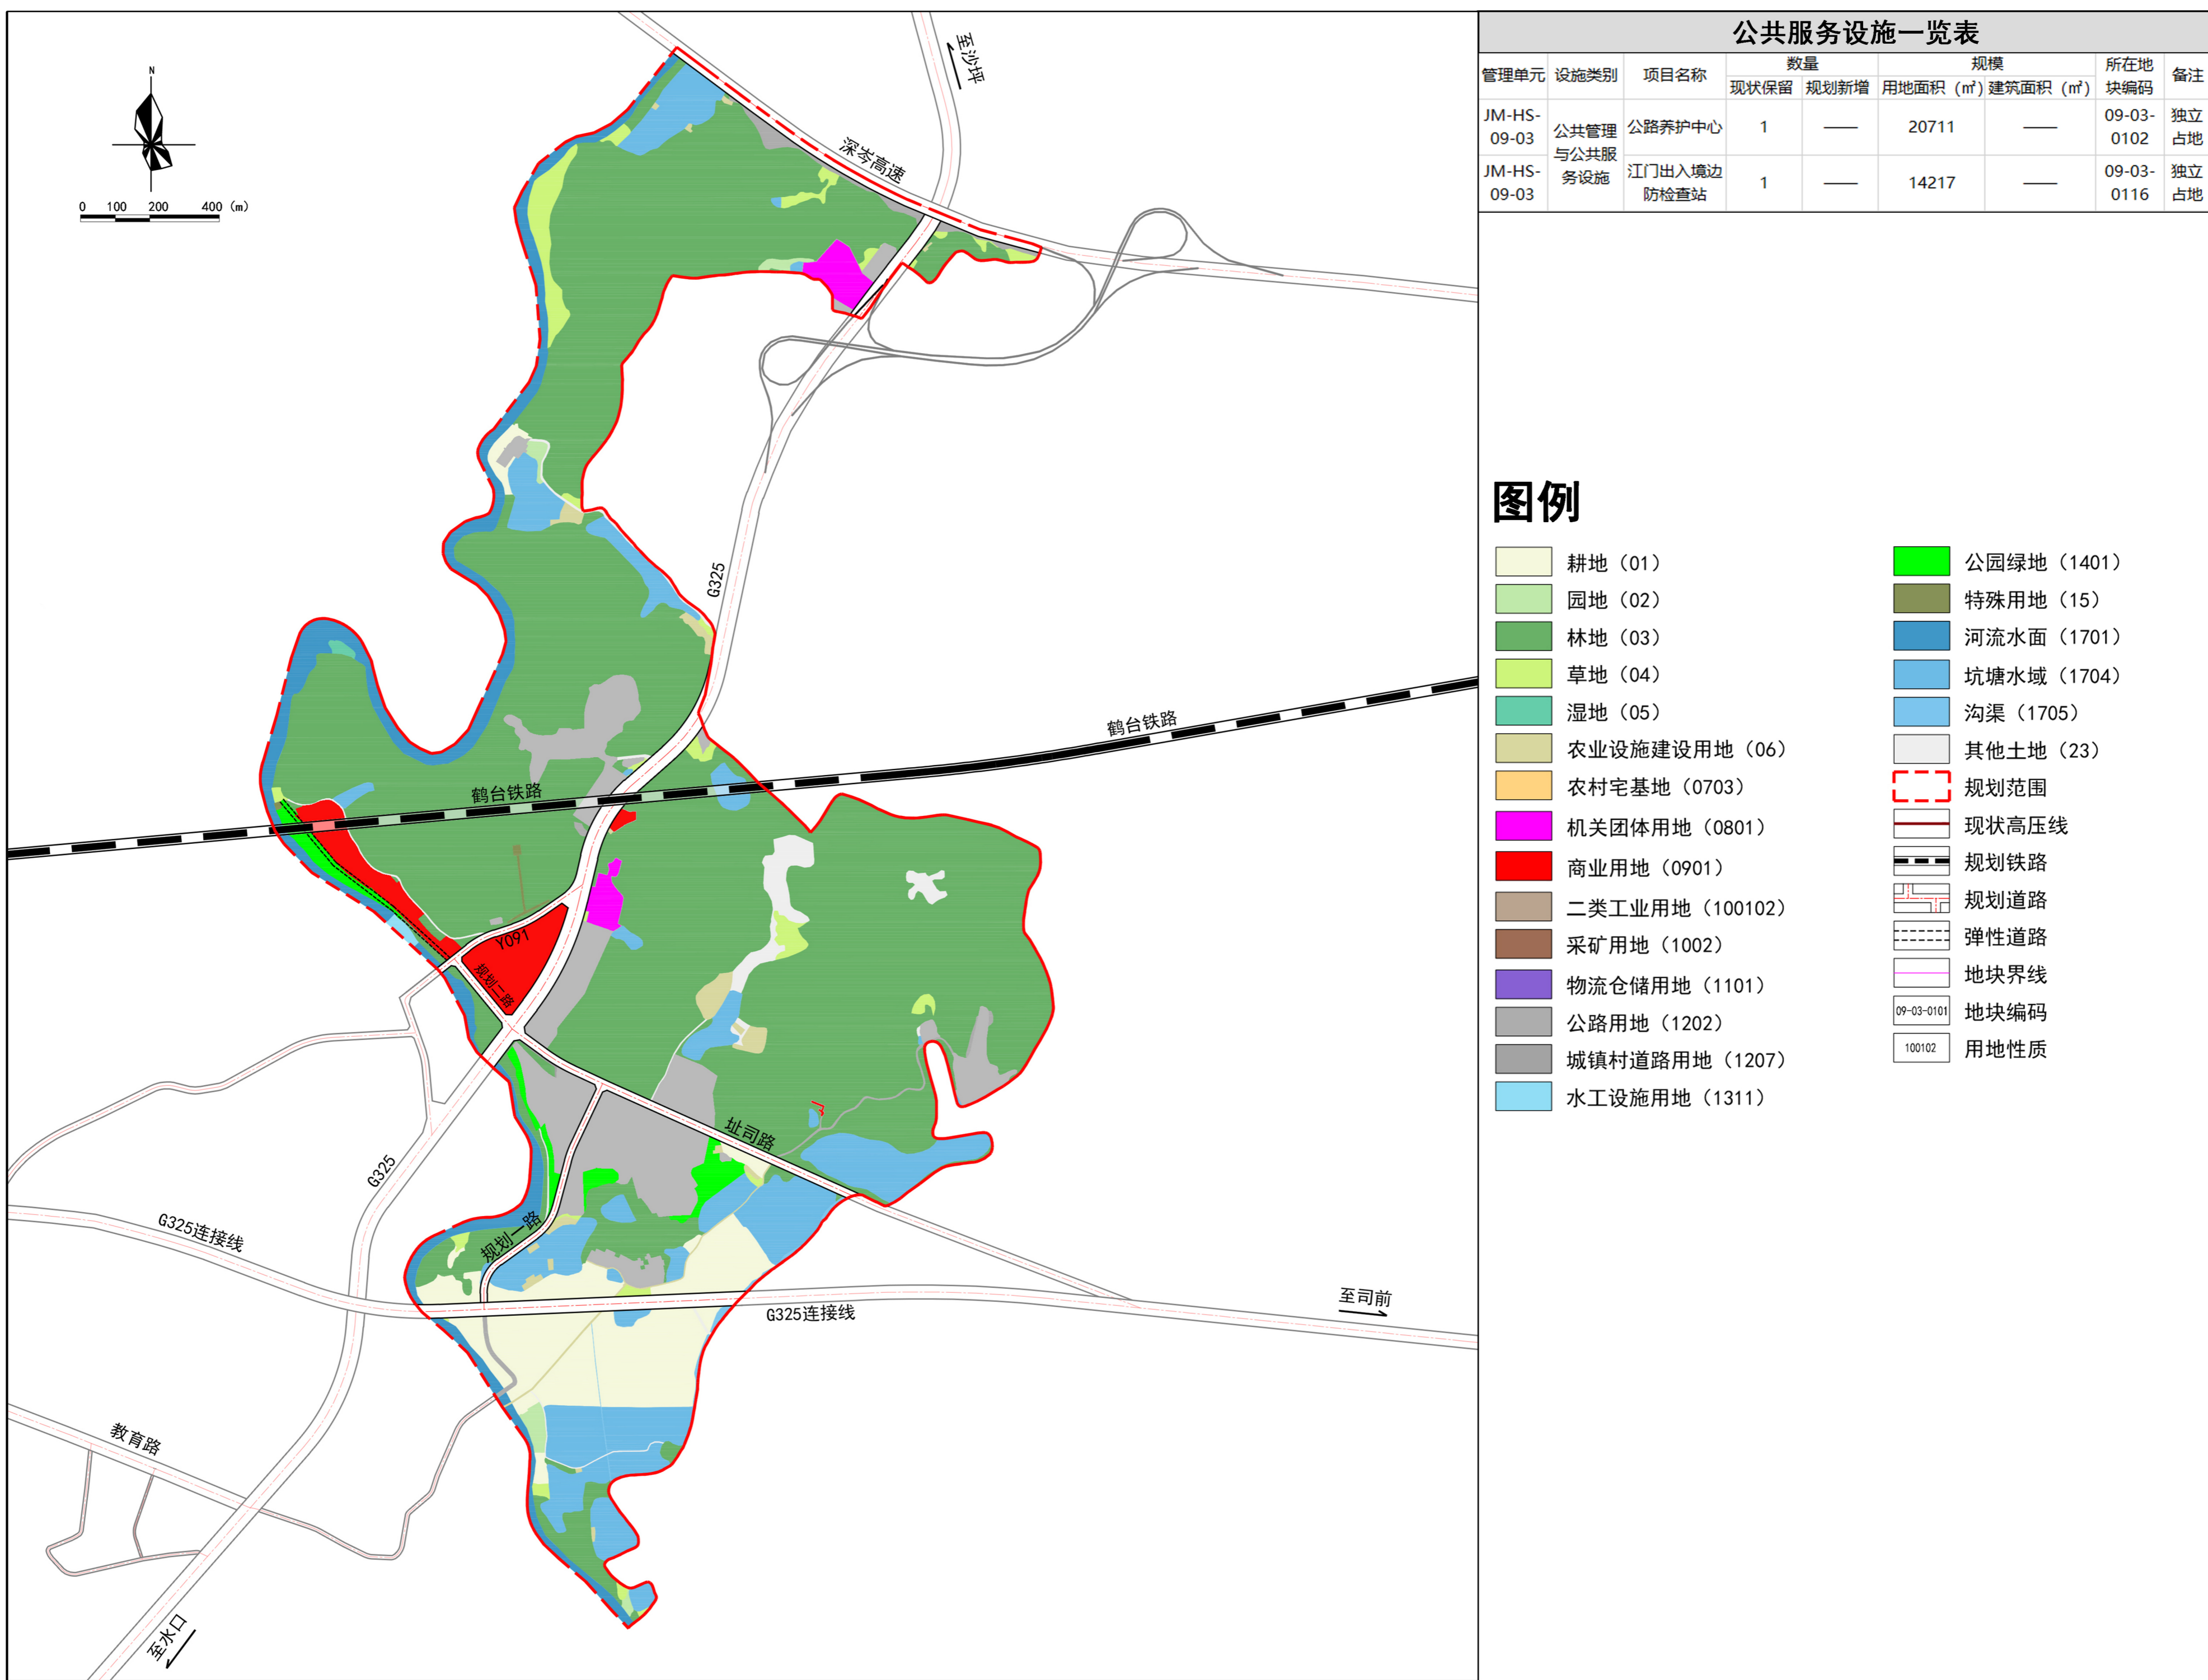 公共服务设施一览表
管理单元 设施类别 项目名称 数量 规模 所在地块编码 备注
现状保留 规划新增 用地面积（㎡） 建筑面积（㎡）
JM-HS-09-03 公共管理与公共服务设施 公路养护中心 1 —— 20711 —— 09-03-0102 独立占地
JM-HS-09-03 江门出入境边防检查站 1 —— 14217 —— 09-03-0116 独立占地
N
0 100 200 400（m）
至沙坪
深岑高速
G325
鹤台铁路
鹤台铁路
Y091
规划二路
址司路
G325
G325连接线
规划一路
G325连接线
至司前
教育路
至水口
图例
耕地（01）
园地（02）
林地（03）
草地（04）
湿地（05）
农业设施建设用地（06）
农村宅基地（0703）
机关团体用地（0801）
商业用地（0901）
二类工业用地（100102）
采矿用地（1002）
物流仓储用地（1101）
公路用地（1202）
城镇村道路用地（1207）
水工设施用地（1311）
公园绿地（1401）
特殊用地（15）
河流水面（1701）
坑塘水域（1704）
沟渠（1705）
其他土地（23）
规划范围
现状高压线
规划铁路
规划道路
弹性道路
地块界线
09-03-0101 地块编码
100102 用地性质